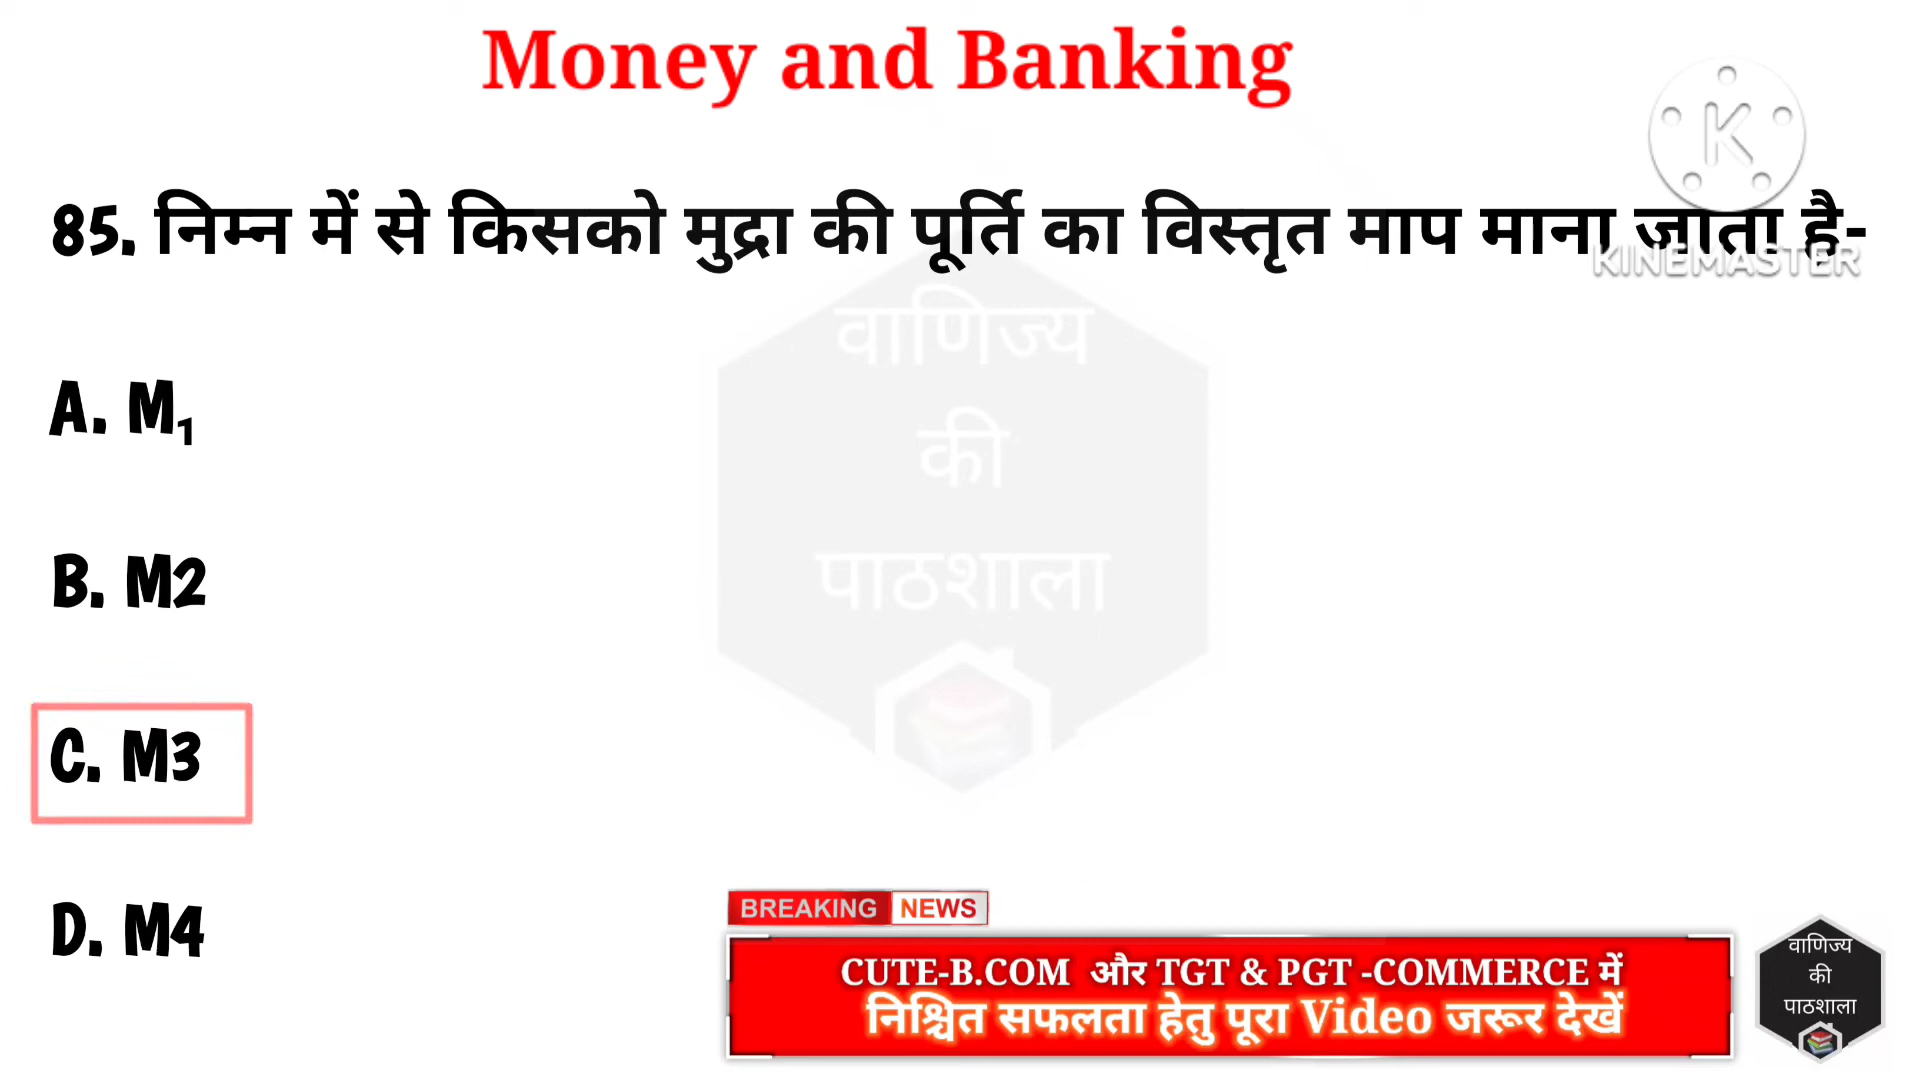 Money and Banking
K
KINEMASTER
85. निम्न में से किसको मुद्रा की पूर्ति का विस्तृत माप माना जाता है-
वाणिज्य
की
पाठशाला
A. M₁
B. M2
C. M3
D. M4
BREAKING NEWS
CUTE-B.COM और TGT & PGT -COMMERCE में
निश्चित सफलता हेतु पूरा Video जरूर देखें
वाणिज्य
की
पाठशाला